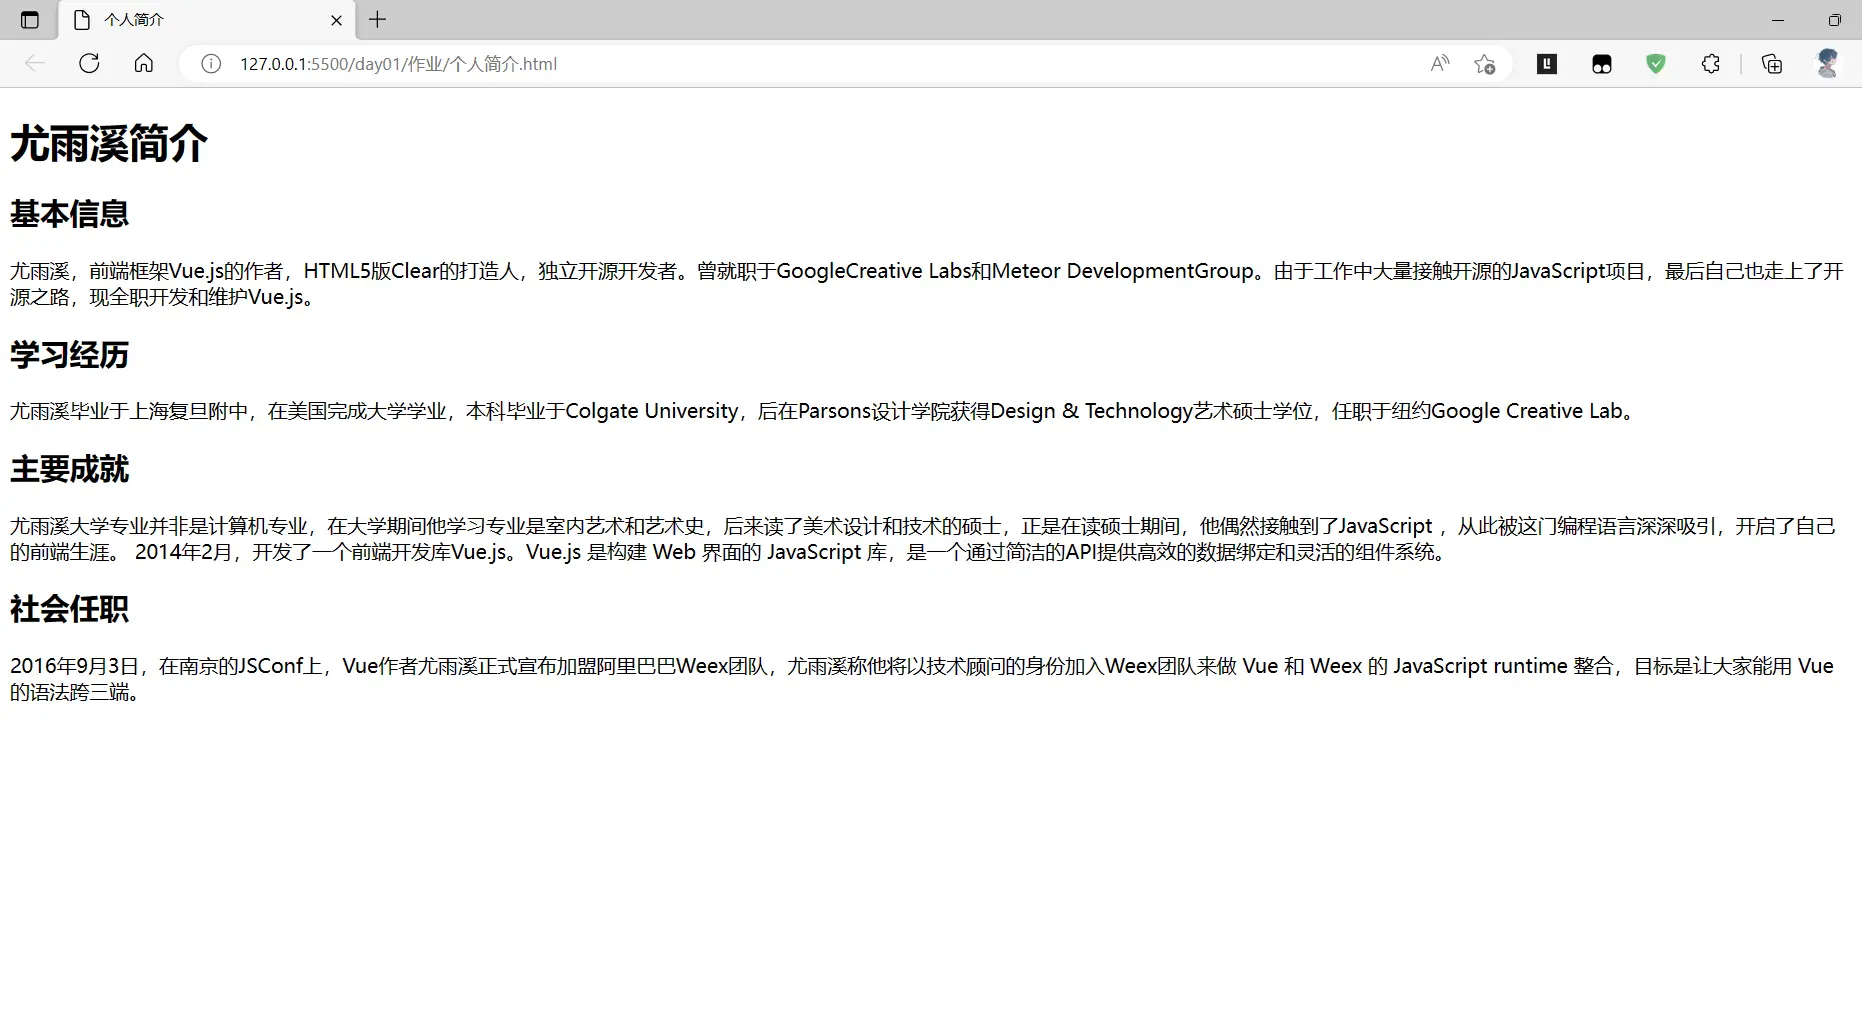 个人简介
127.0.0.1:5500/day01/作业/个人简介.html
尤雨溪简介
基本信息
尤雨溪，前端框架Vue.js的作者，HTML5版Clear的打造人，独立开源开发者。曾就职于GoogleCreative Labs和Meteor DevelopmentGroup。由于工作中大量接触开源的JavaScript项目，最后自己也走上了开
源之路，现全职开发和维护Vue.js。
学习经历
尤雨溪毕业于上海复旦附中，在美国完成大学学业，本科毕业于Colgate University，后在Parsons设计学院获得Design & Technology艺术硕士学位，任职于纽约Google Creative Lab。
主要成就
尤雨溪大学专业并非是计算机专业，在大学期间他学习专业是室内艺术和艺术史，后来读了美术设计和技术的硕士，正是在读硕士期间，他偶然接触到了JavaScript ，从此被这门编程语言深深吸引，开启了自己
的前端生涯。 2014年2月，开发了一个前端开发库Vue.js。Vue.js 是构建 Web 界面的 JavaScript 库，是一个通过简洁的API提供高效的数据绑定和灵活的组件系统。
社会任职
2016年9月3日，在南京的JSConf上，Vue作者尤雨溪正式宣布加盟阿里巴巴Weex团队，尤雨溪称他将以技术顾问的身份加入Weex团队来做 Vue 和 Weex 的 JavaScript runtime 整合，目标是让大家能用 Vue
的语法跨三端。